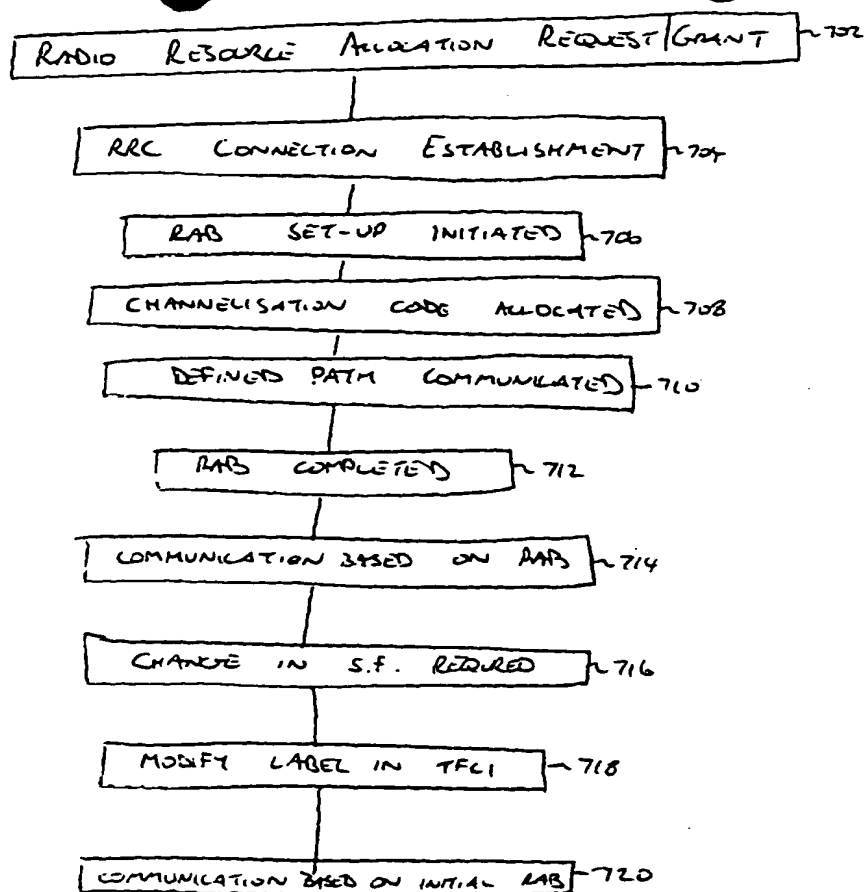 RADIO RESOURCE ALLOCATION REQUEST/GRANT 702
RRC CONNECTION ESTABLISHMENT 704
RAB SET-UP INITIATED 706
CHANNELISATION CODE ALLOCATED 708
DEFINED PATH COMMUNICATED 710
RAB COMPLETED 712
COMMUNICATION BASED ON RAB 714
CHANGE IN S.F. REQUIRED 716
MODIFY LABEL IN TFCI 718
COMMUNICATION BASED ON INITIAL RAB 720